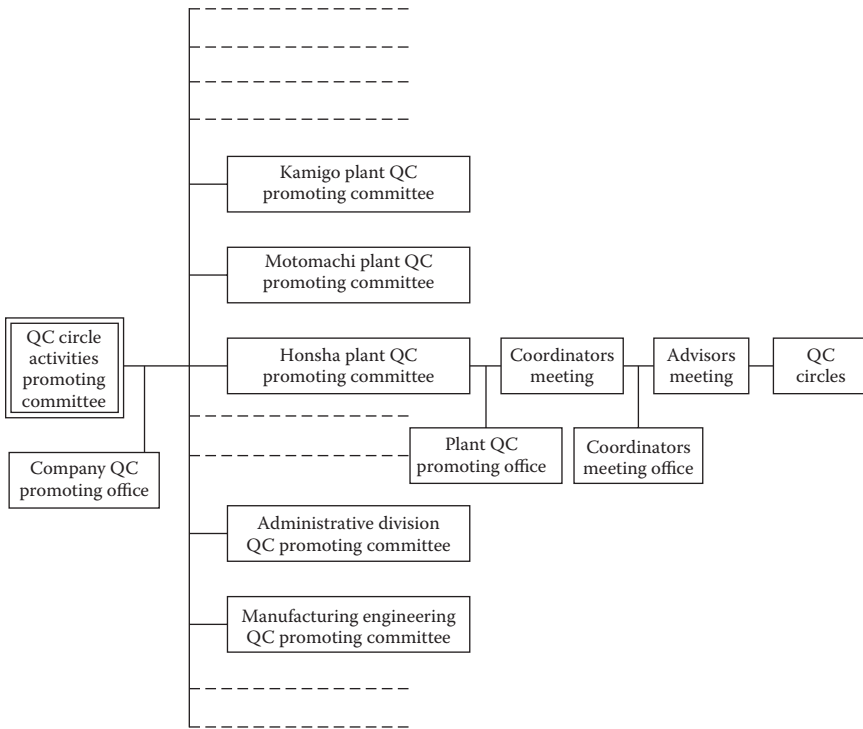 Kamigo plant QC
promoting committee
Motomachi plant QC
promoting committee
QC circle
activities
promoting
committee
Honsha plant QC
promoting committee
Coordinators
meeting
Advisors
meeting
QC
circles
Company QC
promoting office
Plant QC
promoting office
Coordinators
meeting office
Administrative division
QC promoting committee
Manufacturing engineering
QC promoting committee